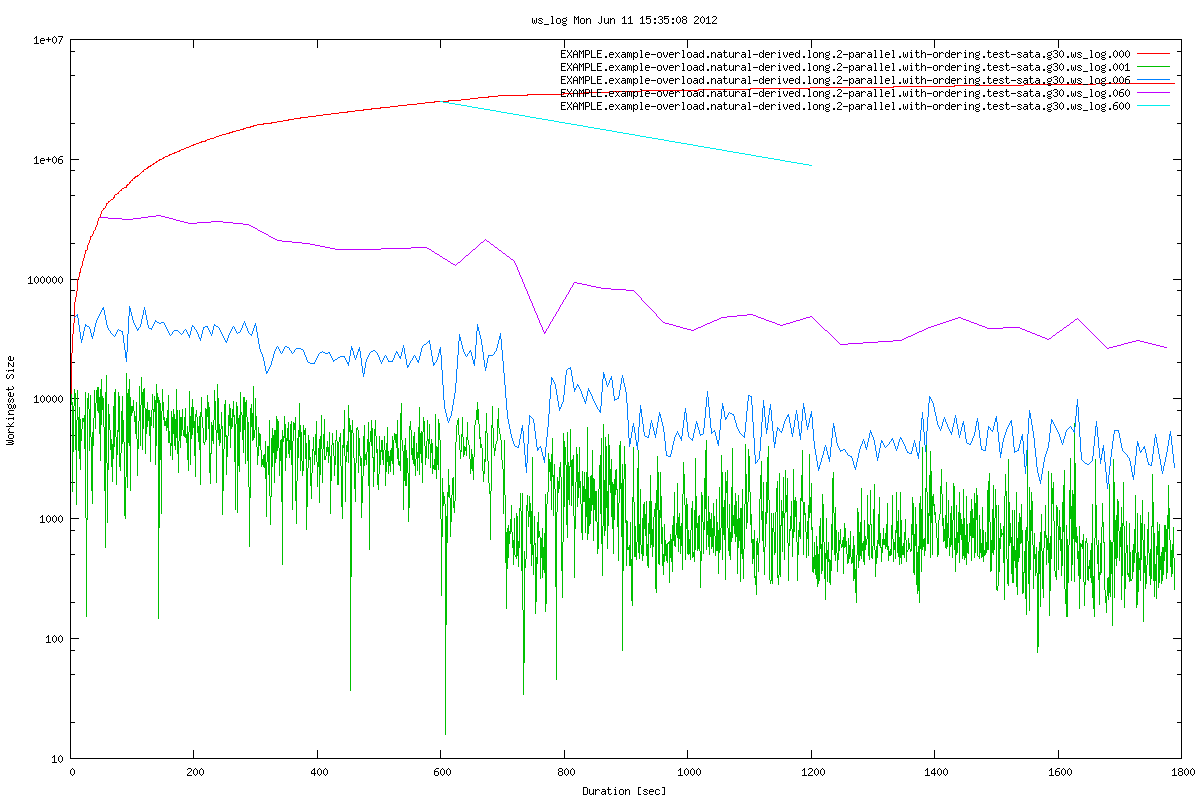 ws_log Mon Jun 11 15:35:08 2012
1e+07
EXAMPLE.example-overload.natural-derived.long.2-parallel.with-ordering.test-sata.g30.ws_log.000
EXAMPLE.example-overload.natural-derived.long.2-parallel.with-ordering.test-sata.g30.ws_log.001
EXAMPLE.example-overload.natural-derived.long.2-parallel.with-ordering.test-sata.g30.ws_log.006
EXAMPLE.example-overload.natural-derived.long.2-parallel.with-ordering.test-sata.g30.ws_log.060
EXAMPLE.example-overload.natural-derived.long.2-parallel.with-ordering.test-sata.g30.ws_log.600
1e+06
100000
10000
1000
100
10
Workingset Size
0 200 400 600 800 1000 1200 1400 1600 1800
Duration [sec]